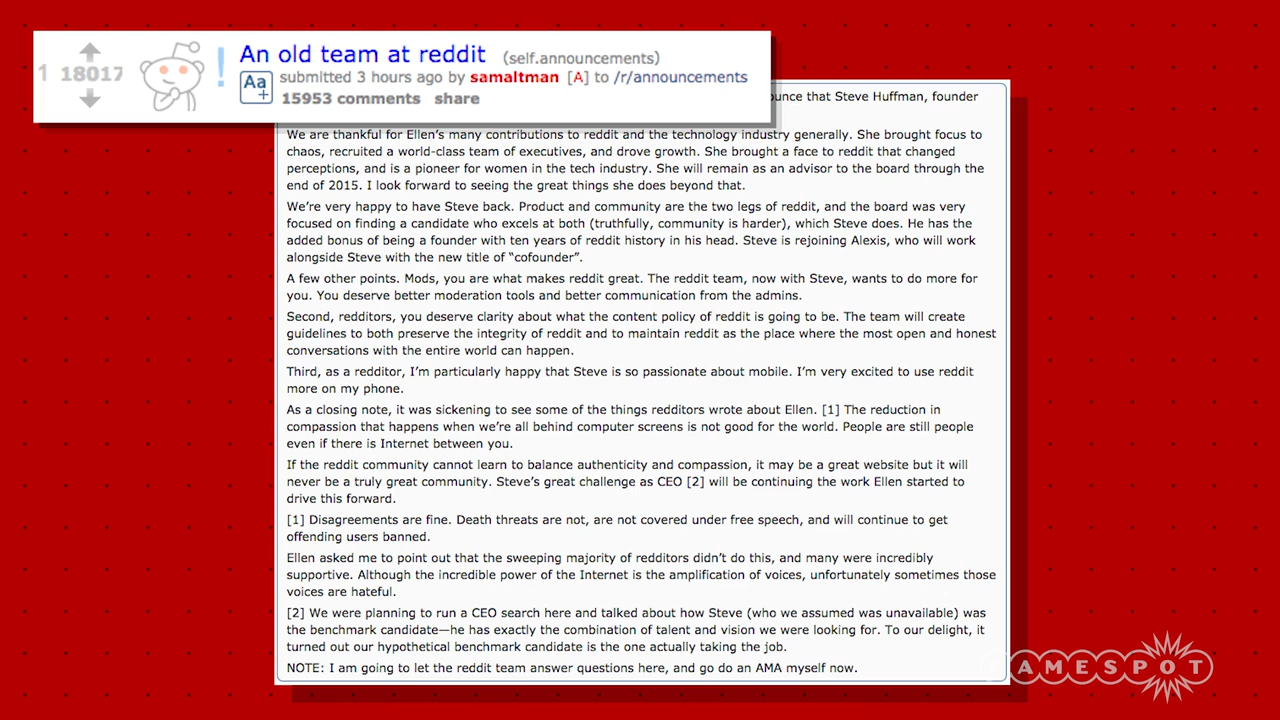 1 18017
An old team at reddit (self.announcements)
Aa+ submitted 3 hours ago by samaltman [A] to /r/announcements
15953 comments share
ounce that Steve Huffman, founder
We are thankful for Ellen’s many contributions to reddit and the technology industry generally. She brought focus to
chaos, recruited a world-class team of executives, and drove growth. She brought a face to reddit that changed
perceptions, and is a pioneer for women in the tech industry. She will remain as an advisor to the board through the
end of 2015. I look forward to seeing the great things she does beyond that.
We’re very happy to have Steve back. Product and community are the two legs of reddit, and the board was very
focused on finding a candidate who excels at both (truthfully, community is harder), which Steve does. He has the
added bonus of being a founder with ten years of reddit history in his head. Steve is rejoining Alexis, who will work
alongside Steve with the new title of “cofounder”.
A few other points. Mods, you are what makes reddit great. The reddit team, now with Steve, wants to do more for
you. You deserve better moderation tools and better communication from the admins.
Second, redditors, you deserve clarity about what the content policy of reddit is going to be. The team will create
guidelines to both preserve the integrity of reddit and to maintain reddit as the place where the most open and honest
conversations with the entire world can happen.
Third, as a redditor, I’m particularly happy that Steve is so passionate about mobile. I’m very excited to use reddit
more on my phone.
As a closing note, it was sickening to see some of the things redditors wrote about Ellen. [1] The reduction in
compassion that happens when we’re all behind computer screens is not good for the world. People are still people
even if there is Internet between you.
If the reddit community cannot learn to balance authenticity and compassion, it may be a great website but it will
never be a truly great community. Steve’s great challenge as CEO [2] will be continuing the work Ellen started to
drive this forward.
[1] Disagreements are fine. Death threats are not, are not covered under free speech, and will continue to get
offending users banned.
Ellen asked me to point out that the sweeping majority of redditors didn’t do this, and many were incredibly
supportive. Although the incredible power of the Internet is the amplification of voices, unfortunately sometimes those
voices are hateful.
[2] We were planning to run a CEO search here and talked about how Steve (who we assumed was unavailable) was
the benchmark candidate—he has exactly the combination of talent and vision we were looking for. To our delight, it
turned out our hypothetical benchmark candidate is the one actually taking the job.
NOTE: I am going to let the reddit team answer questions here, and go do an AMA myself now.
GAMESPOT